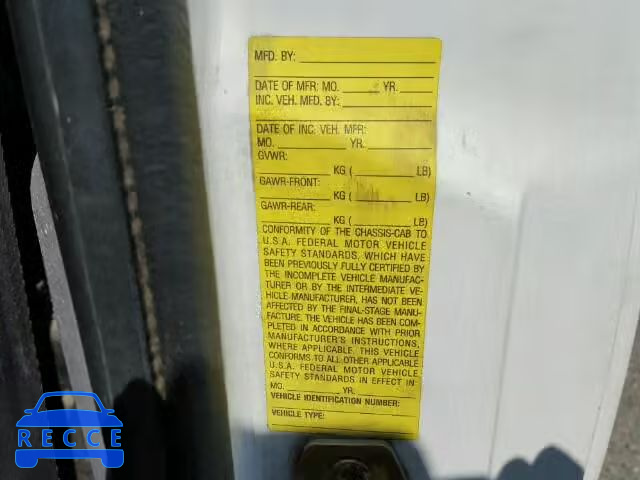 MFD. BY:
DATE OF MFR: MO. YR.
INC. VEH. MFD. BY:
DATE OF INC. VEH. MFR:
MO. YR.
GVWR:
KG ( LB)
GAWR-FRONT:
KG ( LB)
GAWR-REAR:
KG ( LB)
CONFORMITY OF THE CHASSIS-CAB TO
U.S.A. FEDERAL MOTOR VEHICLE
SAFETY STANDARDS, WHICH HAVE
BEEN PREVIOUSLY FULLY CERTIFIED BY
THE INCOMPLETE VEHICLE MANUFAC-
TURER OR BY THE INTERMEDIATE VE-
HICLE MANUFACTURER, HAS NOT BEEN
AFFECTED BY THE FINAL-STAGE MANU-
FACTURE. THE VEHICLE HAS BEEN COM-
PLETED IN ACCORDANCE WITH PRIOR
MANUFACTURER'S INSTRUCTIONS,
WHERE APPLICABLE. THIS VEHICLE
CONFORMS TO ALL OTHER APPLICABLE
U.S.A. FEDERAL MOTOR VEHICLE
SAFETY STANDARDS IN EFFECT IN
MO. YR.
VEHICLE IDENTIFICATION NUMBER:
VEHICLE TYPE:
RECCE